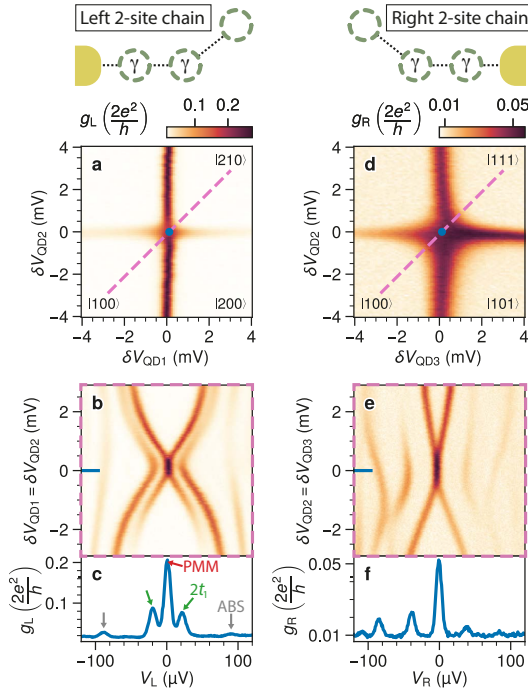 Left 2-site chain
Right 2-site chain
γ γ
γ γ
g_L (2e²/h) 0.1 0.2
g_R (2e²/h) 0.01 0.05
a
|210⟩
|100⟩
|200⟩
δV_QD2 (mV)
4
2
0
−2
−4
−4 −2 0 2 4
δV_QD1 (mV)
d
|111⟩
|100⟩
|101⟩
δV_QD2 (mV)
4
2
0
−2
−4
−4 −2 0 2 4
δV_QD3 (mV)
b
δV_QD1 = δV_QD2 (mV)
2
0
−2
e
δV_QD2 = δV_QD3 (mV)
2
0
−2
c
PMM
2t₁
ABS
g_L (2e²/h)
0.2
0.1
−100 0 100
V_L (μV)
f
g_R (2e²/h)
0.05
0.01
−100 0 100
V_R (μV)